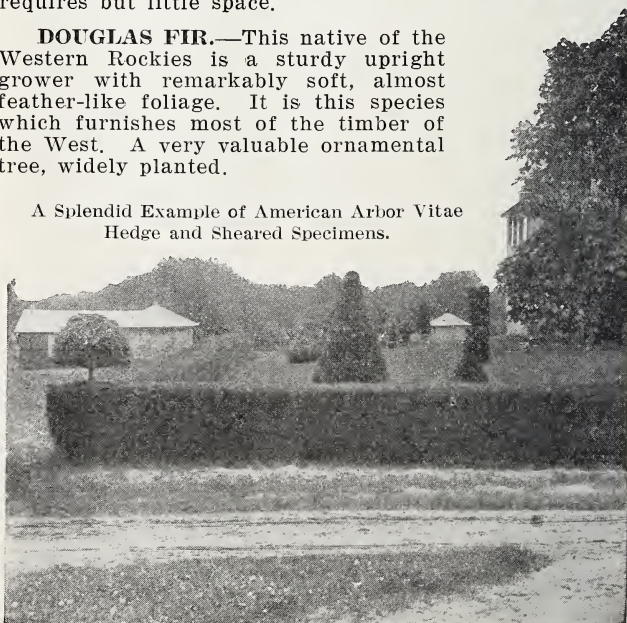 requires but little space.
DOUGLAS FIR.—This native of the
Western Rockies is a sturdy upright
grower with remarkably soft, almost
feather-like foliage. It is this species
which furnishes most of the timber of
the West. A very valuable ornamental
tree, widely planted.
A Splendid Example of American Arbor Vitae
Hedge and Sheared Specimens.